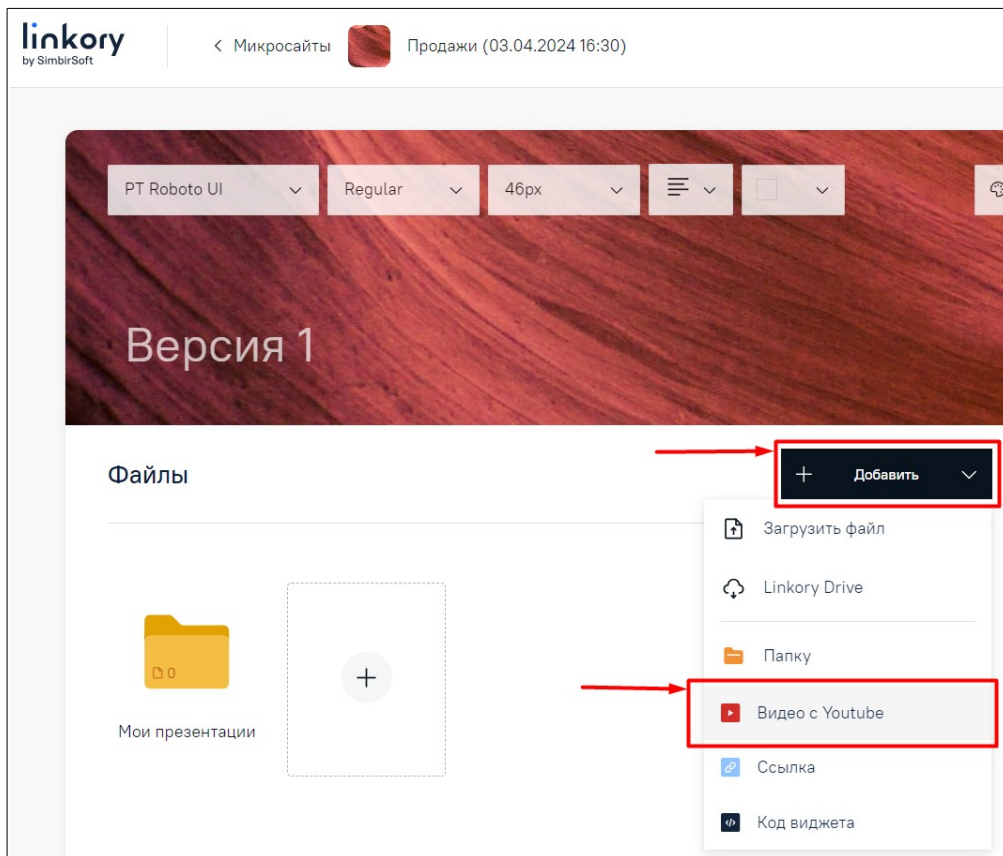 linkory
by SimbirSoft
Микросайты
Продажи (03.04.2024 16:30)
PT Roboto UI
Regular
46px
Версия 1
Файлы
Добавить
Загрузить файл
Linkory Drive
Папку
Видео с Youtube
Ссылка
Код виджета
0
Мои презентации